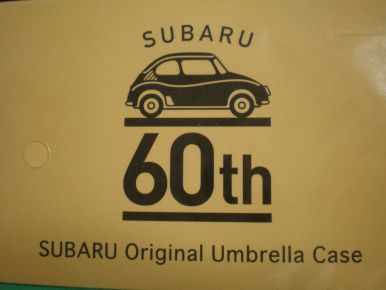 SUBARU
60th
SUBARU Original Umbrella Case